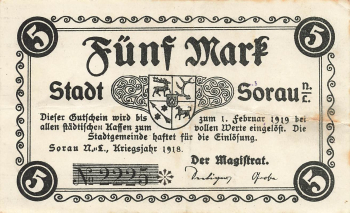 5 5
Fünf Mark
Stadt Sorau n/L.
Dieser Gutschein wird bis zum 1. Februar 1919 bei
allen städtischen Kassen zum vollen Werte eingelöst. Die
Stadtgemeinde haftet für die Einlösung.
Sorau N.-L., Kriegsjahr 1918.
Der Magistrat.
№ 2225 *
5 5